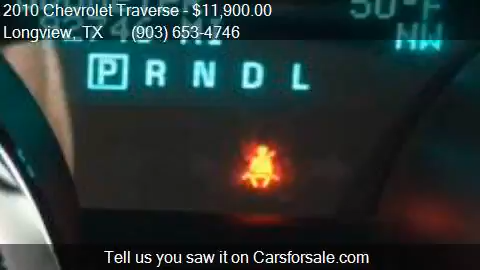 2010 Chevrolet Traverse - $11,900.00
Longview, TX (903) 653-4746
50°F
NW
P R N D L
Tell us you saw it on Carsforsale.com